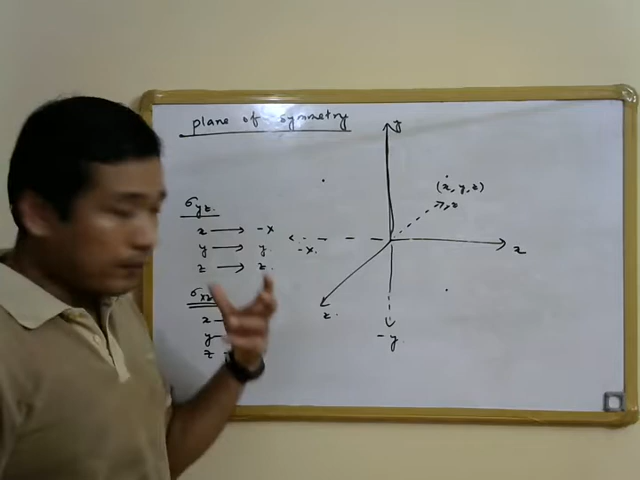 plane of symmetry
y
(x, y, z)
, z
σyz
x → -x
y → y
z → z
-x
x
z
σxz
x
y
z
-y